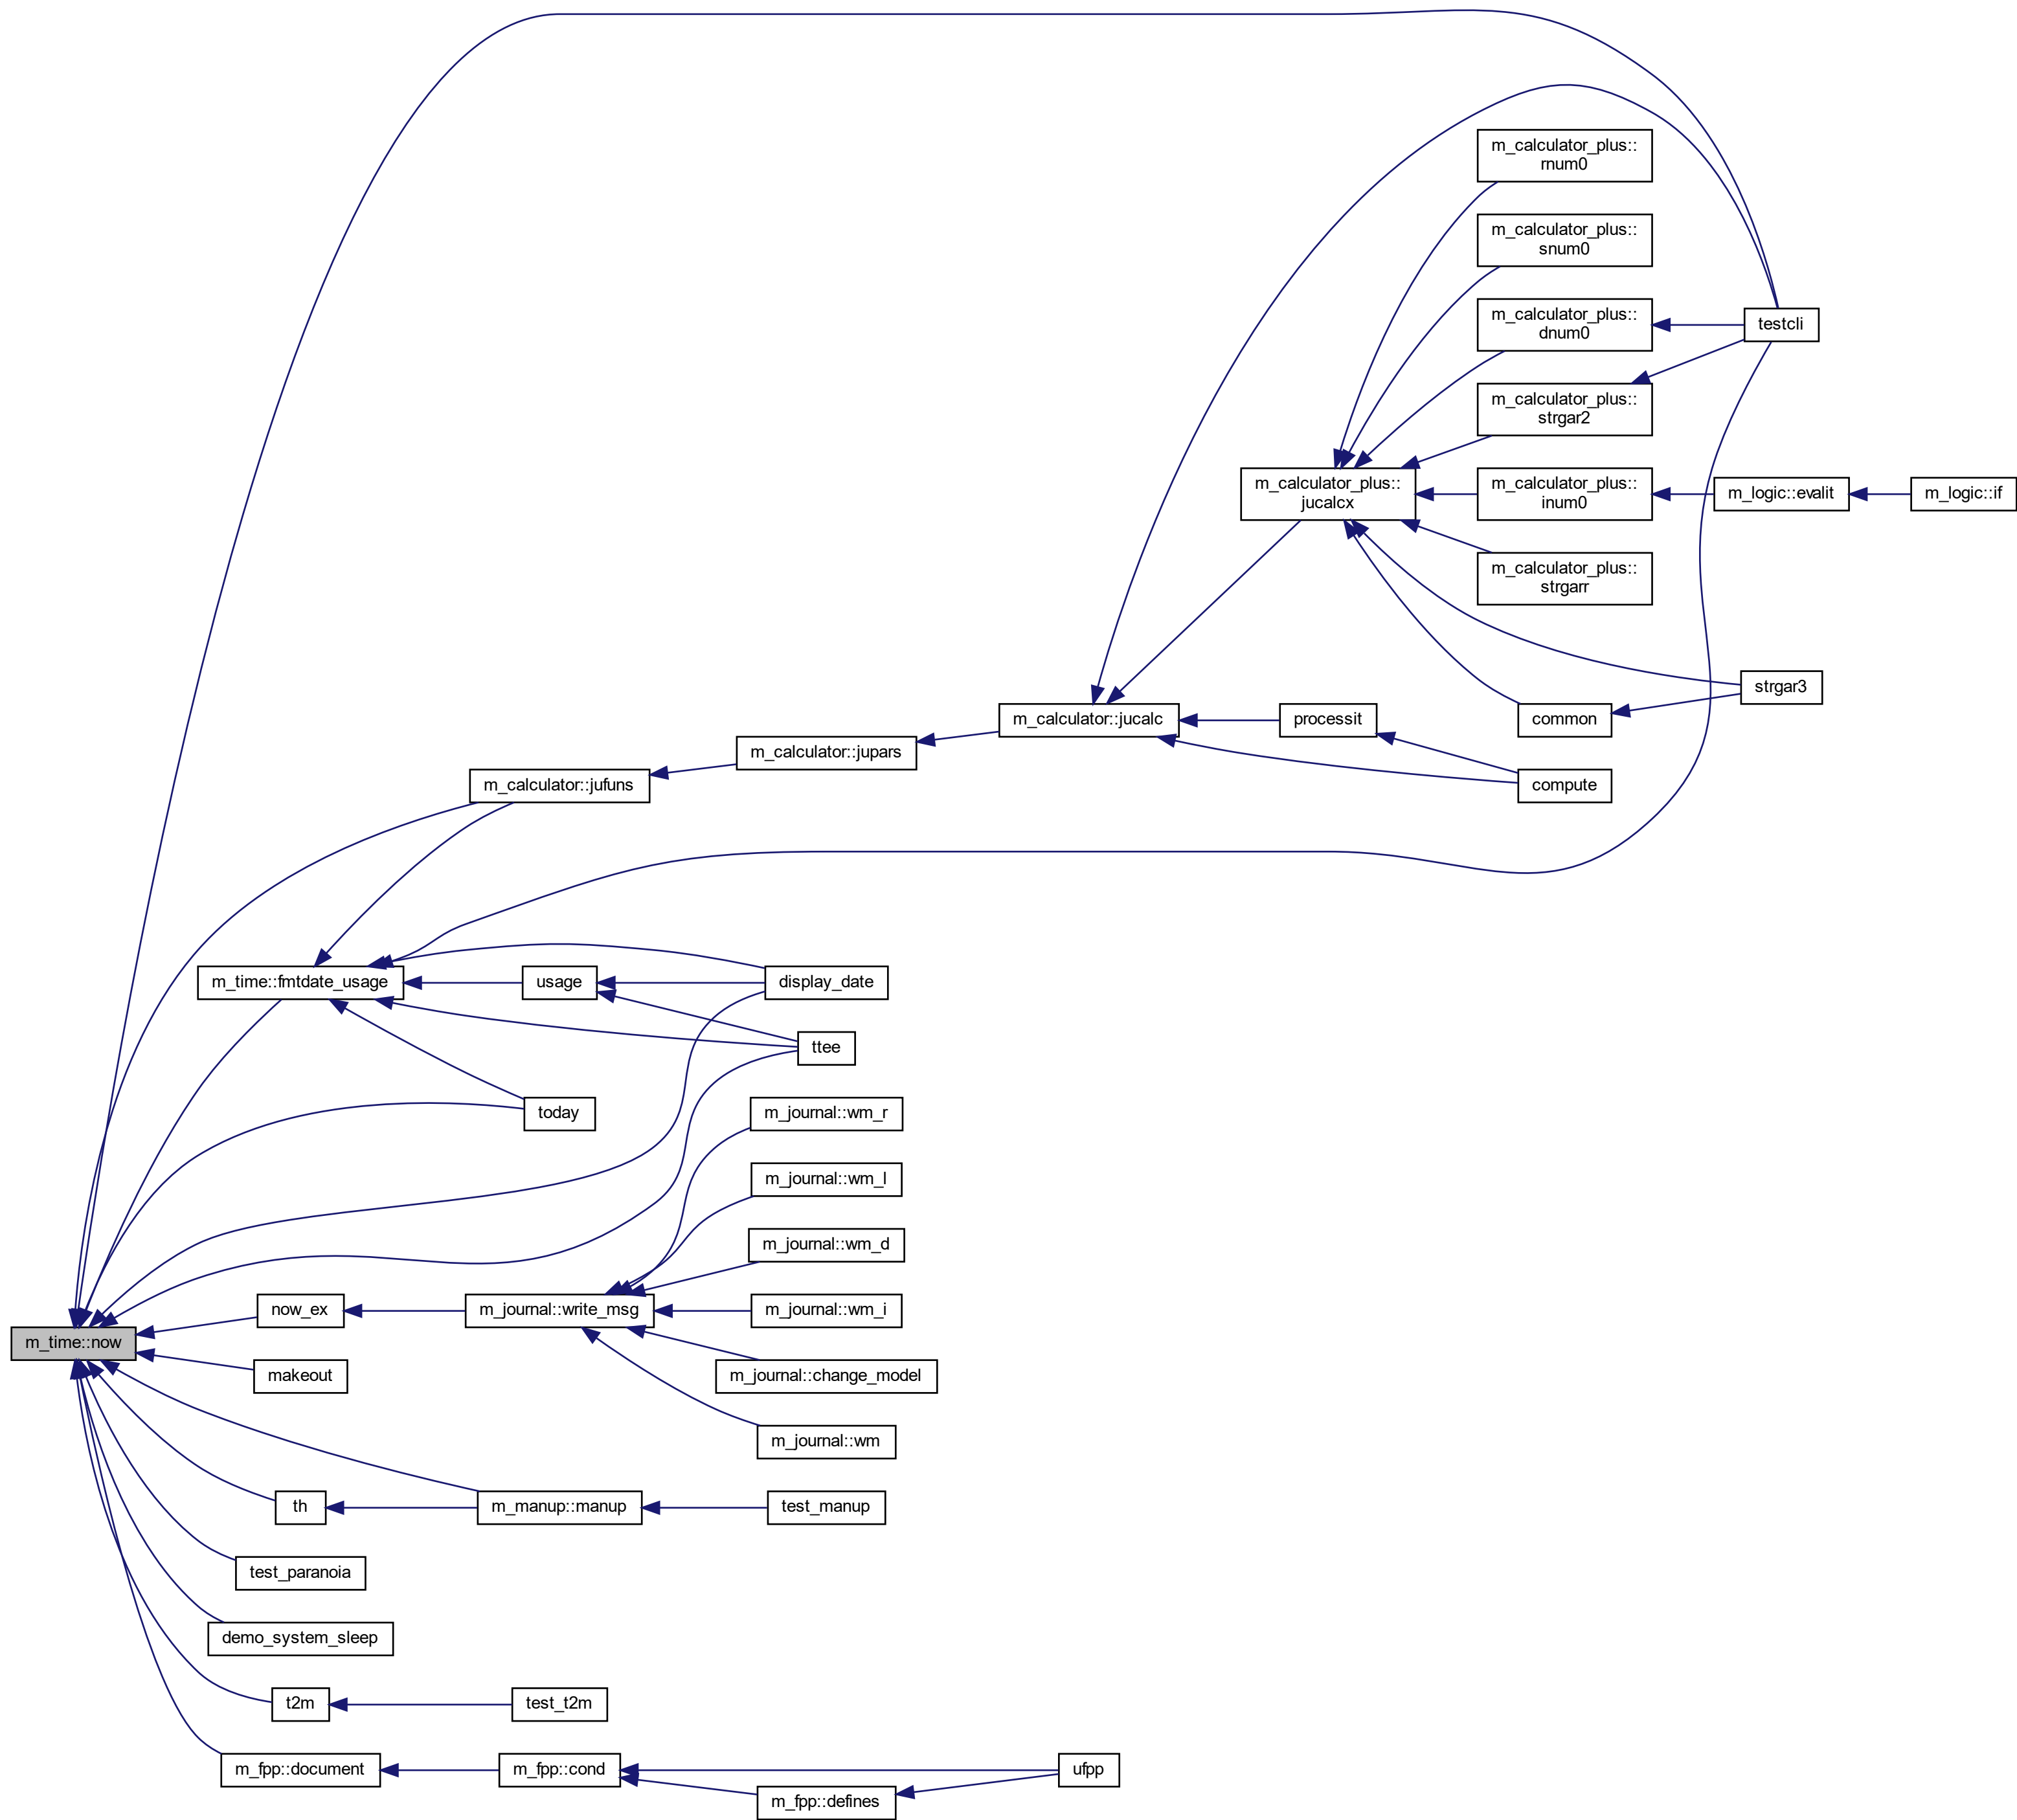 m_calculator_plus::
rnum0
m_calculator_plus::
snum0
m_calculator_plus::
dnum0
testcli
m_calculator_plus::
strgar2
m_calculator_plus::
jucalcx
m_calculator_plus::
inum0
m_logic::evalit
m_logic::if
m_calculator_plus::
strgarr
strgar3
m_calculator::jucalc
processit
common
m_calculator::jupars
m_calculator::jufuns
compute
m_time::fmtdate_usage
usage
display_date
ttee
today
m_journal::wm_r
m_journal::wm_l
m_journal::wm_d
now_ex
m_journal::write_msg
m_journal::wm_i
m_time::now
makeout
m_journal::change_model
m_journal::wm
th
m_manup::manup
test_manup
test_paranoia
demo_system_sleep
t2m
test_t2m
m_fpp::document
m_fpp::cond
ufpp
m_fpp::defines